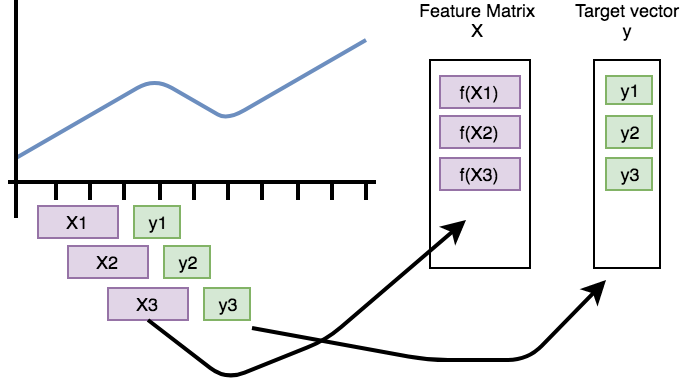 Feature Matrix
X
Target vector
y
f(X1)
y1
f(X2)
y2
f(X3)
y3
X1
y1
X2
y2
X3
y3